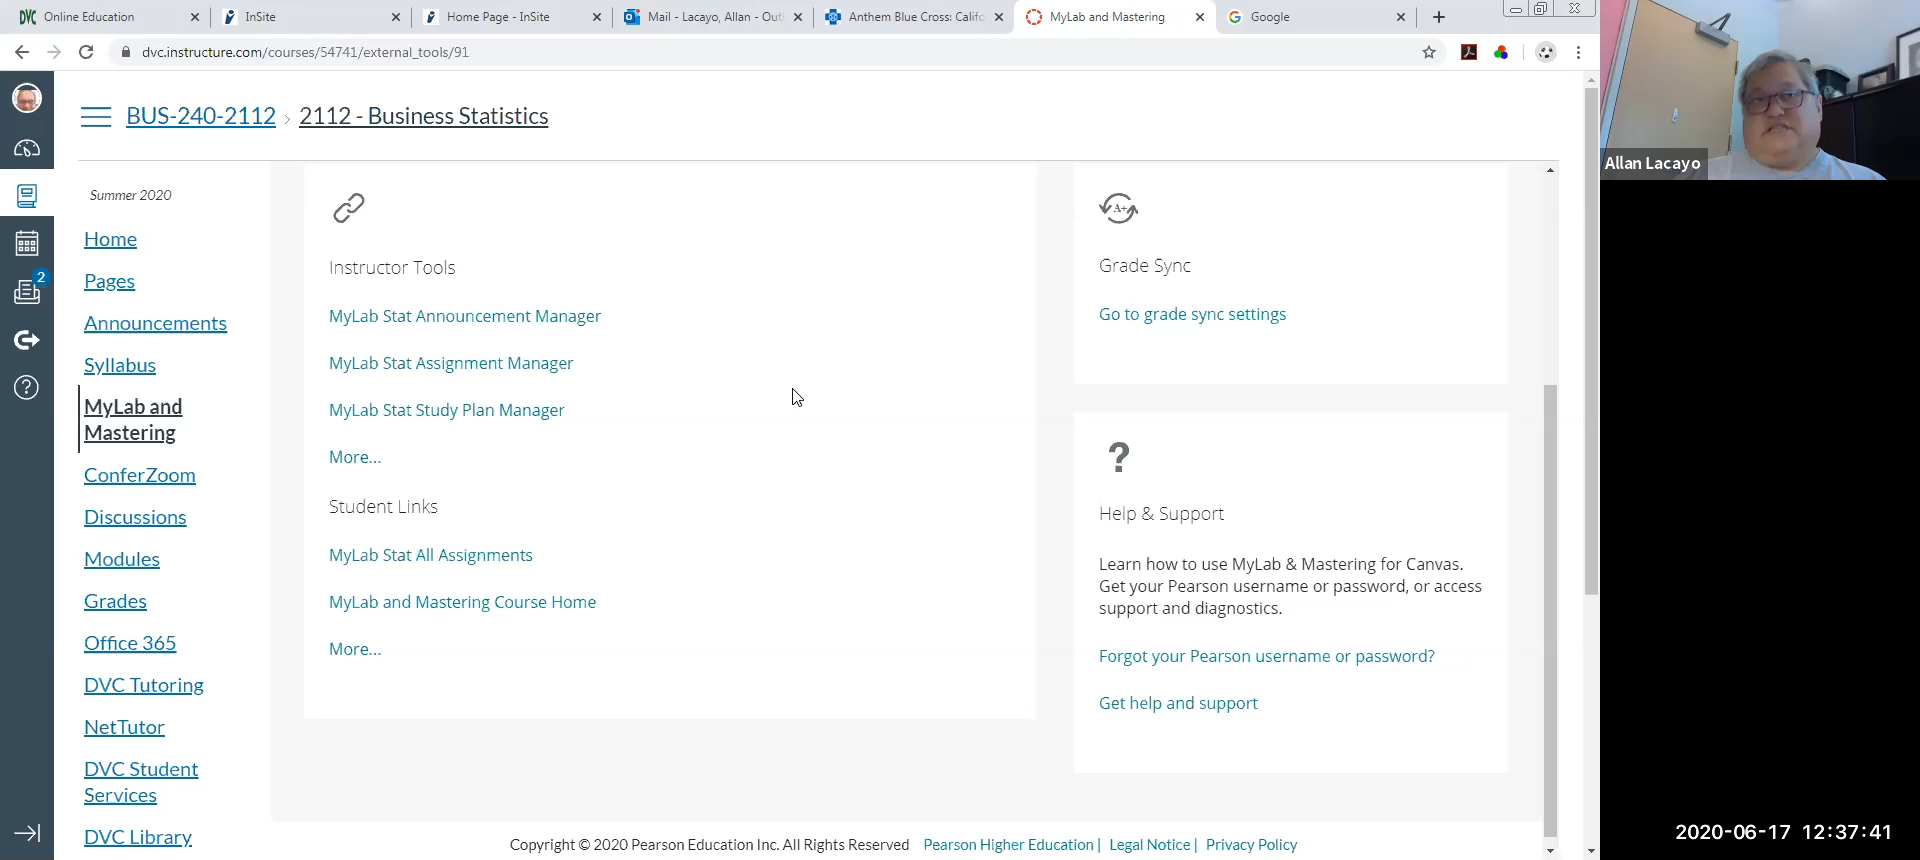 DVC Online Education
InSite
Home Page - InSite
Mail - Lacayo, Allan - Out
Anthem Blue Cross: Califo
MyLab and Mastering
Google
dvc.instructure.com/courses/54741/external_tools/91
BUS-240-2112 › 2112 - Business Statistics
Allan Lacayo
Summer 2020
Home
Pages
2
Announcements
Syllabus
MyLab and
Mastering
ConferZoom
Discussions
Modules
Grades
Office 365
DVC Tutoring
NetTutor
DVC Student
Services
DVC Library
Instructor Tools
MyLab Stat Announcement Manager
MyLab Stat Assignment Manager
MyLab Stat Study Plan Manager
More...
Student Links
MyLab Stat All Assignments
MyLab and Mastering Course Home
More...
A+
Grade Sync
Go to grade sync settings
?
Help & Support
Learn how to use MyLab & Mastering for Canvas.
Get your Pearson username or password, or access
support and diagnostics.
Forgot your Pearson username or password?
Get help and support
Copyright © 2020 Pearson Education Inc. All Rights Reserved Pearson Higher Education | Legal Notice | Privacy Policy
2020-06-17 12:37:41